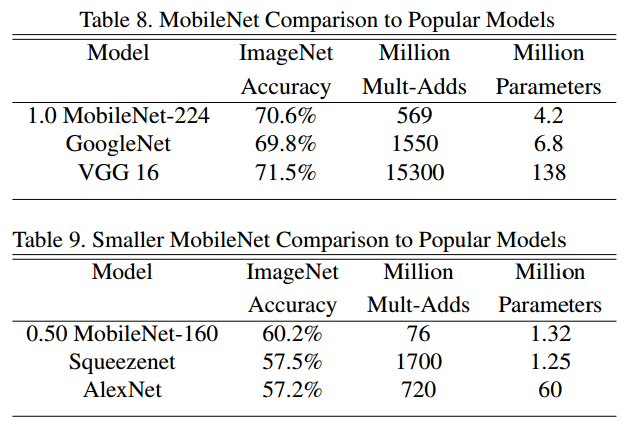 Table 8. MobileNet Comparison to Popular Models
Model ImageNet Million Million
Accuracy Mult-Adds Parameters
1.0 MobileNet-224 70.6% 569 4.2
GoogleNet 69.8% 1550 6.8
VGG 16 71.5% 15300 138
Table 9. Smaller MobileNet Comparison to Popular Models
Model ImageNet Million Million
Accuracy Mult-Adds Parameters
0.50 MobileNet-160 60.2% 76 1.32
Squeezenet 57.5% 1700 1.25
AlexNet 57.2% 720 60